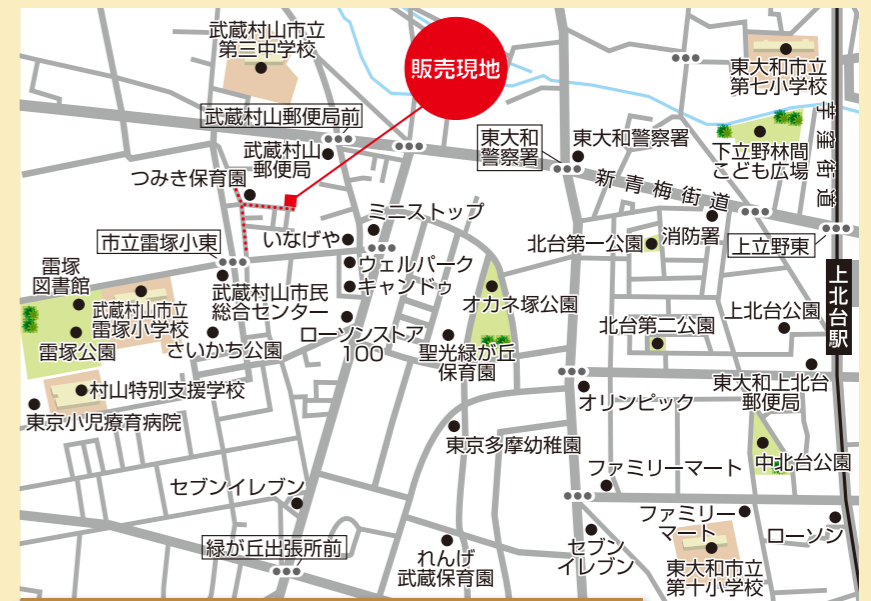 武蔵村山市立
第三中学校
販売現地
東大和市立
第七小学校
武蔵村山郵便局前
武蔵村山
郵便局
東大和
警察署
東大和警察署
下立野林間
こども広場
芋窪街道
つみき保育園
新青梅街道
ミニストップ
市立雷塚小東
いなげや
北台第一公園
消防署
上立野東
雷塚
図書館
武蔵村山市立
雷塚小学校
武蔵村山市民
総合センター
ウェルパーク
キャンドゥ
オカネ塚公園
上北台駅
雷塚公園
さいかち公園
ローソンストア
100
聖光緑が丘
保育園
北台第二公園
上北台公園
村山特別支援学校
東京小児療育病院
オリンピック
東大和上北台
郵便局
東京多摩幼稚園
中北台公園
セブンイレブン
ファミリーマート
緑が丘出張所前
れんげ
武蔵保育園
セブン
イレブン
ファミリー
マート
ローソン
東大和市立
第十小学校